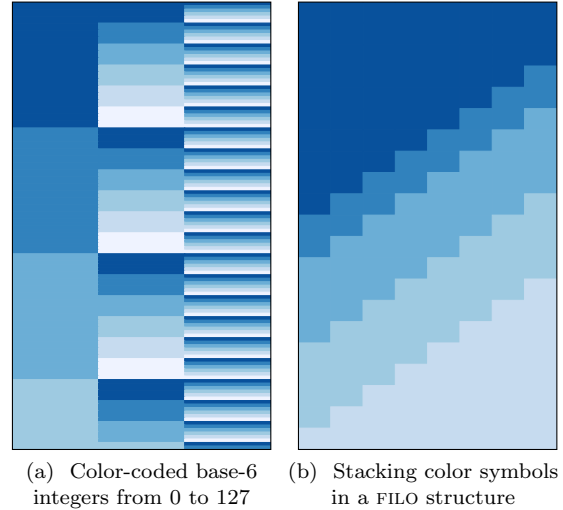 (a) Color-coded base-6
integers from 0 to 127
(b) Stacking color symbols
in a FILO structure